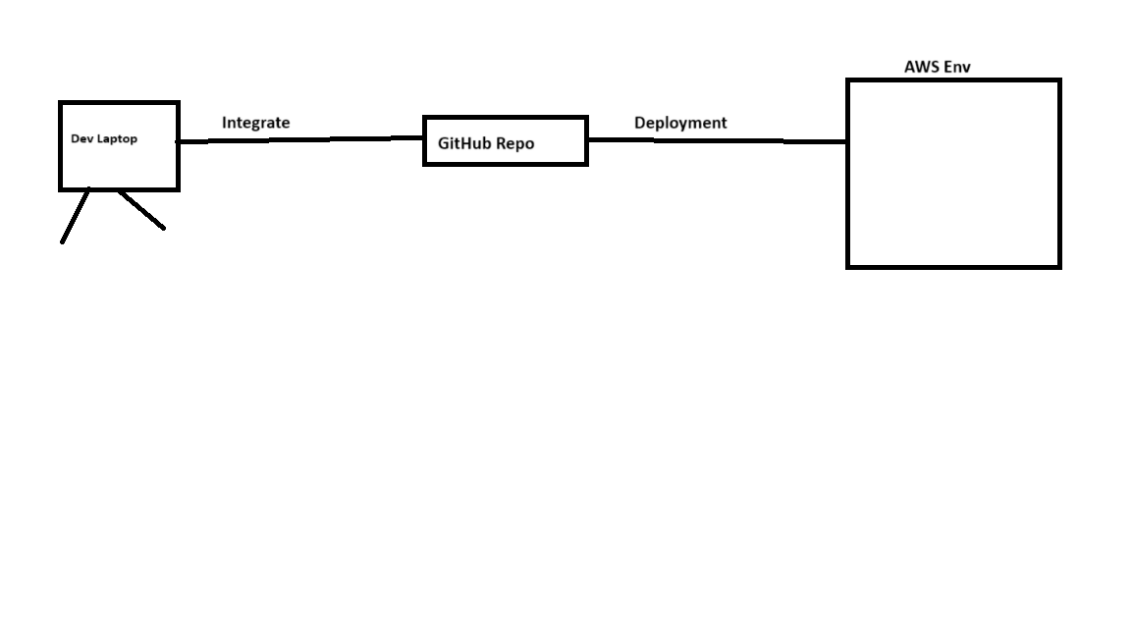 AWS Env
Integrate
Deployment
Dev Laptop
GitHub Repo